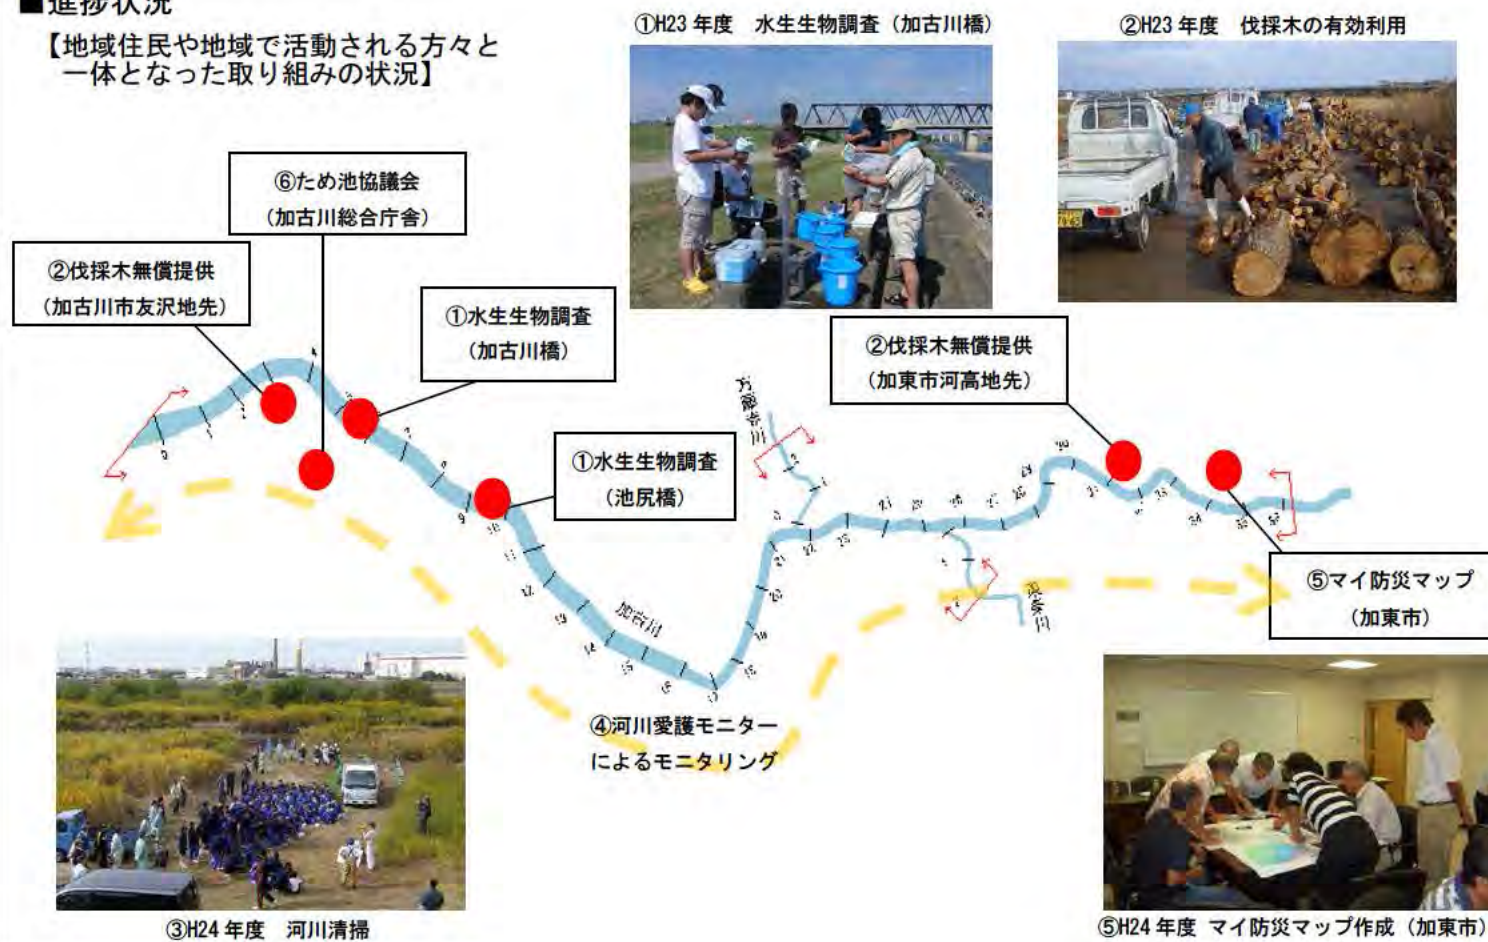 ■進捗状況
【地域住民や地域で活動される方々と
一体となった取り組みの状況】
①H23年度　水生生物調査（加古川橋）
②H23年度　伐採木の有効利用
⑥ため池協議会
（加古川総合庁舎）
②伐採木無償提供
（加古川市友沢地先）
①水生生物調査
（加古川橋）
②伐採木無償提供
（加東市河高地先）
①水生生物調査
（池尻橋）
⑤マイ防災マップ
（加東市）
加古川
④河川愛護モニター
によるモニタリング
③H24年度　河川清掃
⑤H24年度 マイ防災マップ作成（加東市）